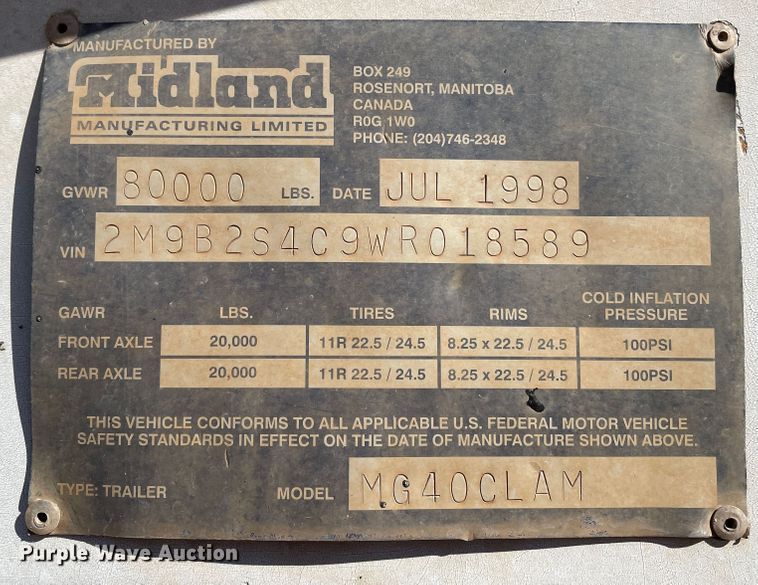 MANUFACTURED BY
Midland
MANUFACTURING LIMITED
BOX 249
ROSENORT, MANITOBA
CANADA
R0G 1W0
PHONE: (204)746-2348
GVWR 80000 LBS. DATE JUL 1998
VIN 2M9B2S4C9WR018589
GAWR LBS. TIRES RIMS COLD INFLATION PRESSURE
FRONT AXLE 20,000 11R 22.5 / 24.5 8.25 x 22.5 / 24.5 100PSI
REAR AXLE 20,000 11R 22.5 / 24.5 8.25 x 22.5 / 24.5 100PSI
THIS VEHICLE CONFORMS TO ALL APPLICABLE U.S. FEDERAL MOTOR VEHICLE
SAFETY STANDARDS IN EFFECT ON THE DATE OF MANUFACTURE SHOWN ABOVE.
TYPE: TRAILER MODEL MG40CLAM
Purple Wave Auction